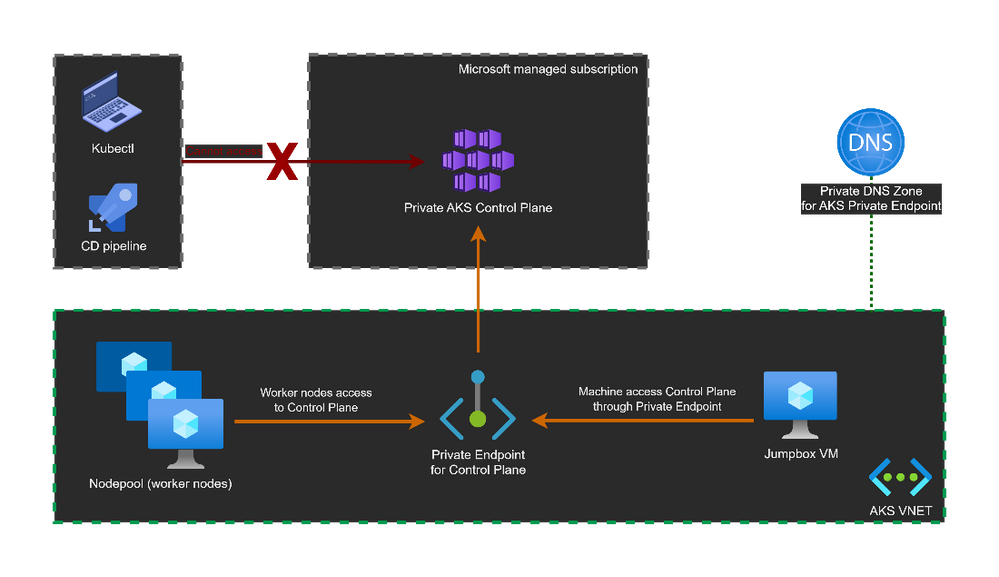 Microsoft managed subscription
Kubectl
CD pipeline
Private AKS Control Plane
DNS
Private DNS Zone
for AKS Private Endpoint
Worker nodes access
to Control Plane
Machine access Control Plane
through Private Endpoint
Nodepool (worker nodes)
Private Endpoint
for Control Plane
Jumpbox VM
AKS VNET